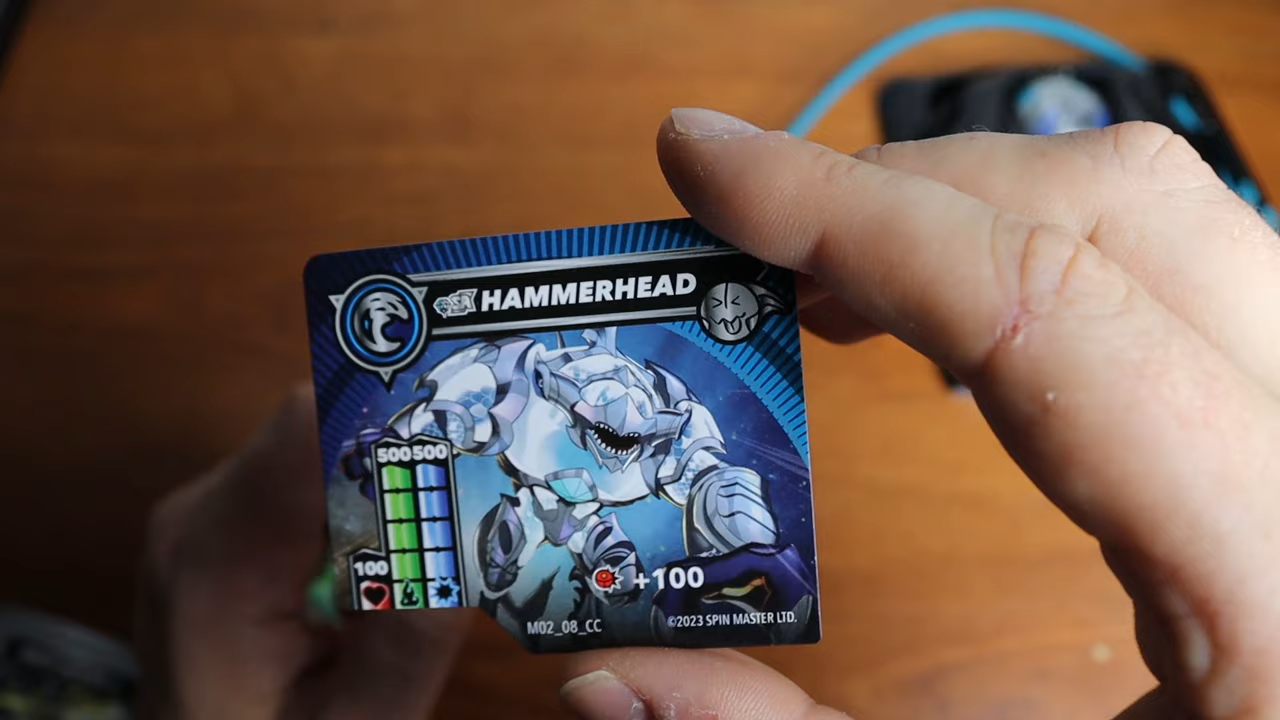 HAMMERHEAD
500 500
100
+100
M02_08_CC
©2023 SPIN MASTER LTD.